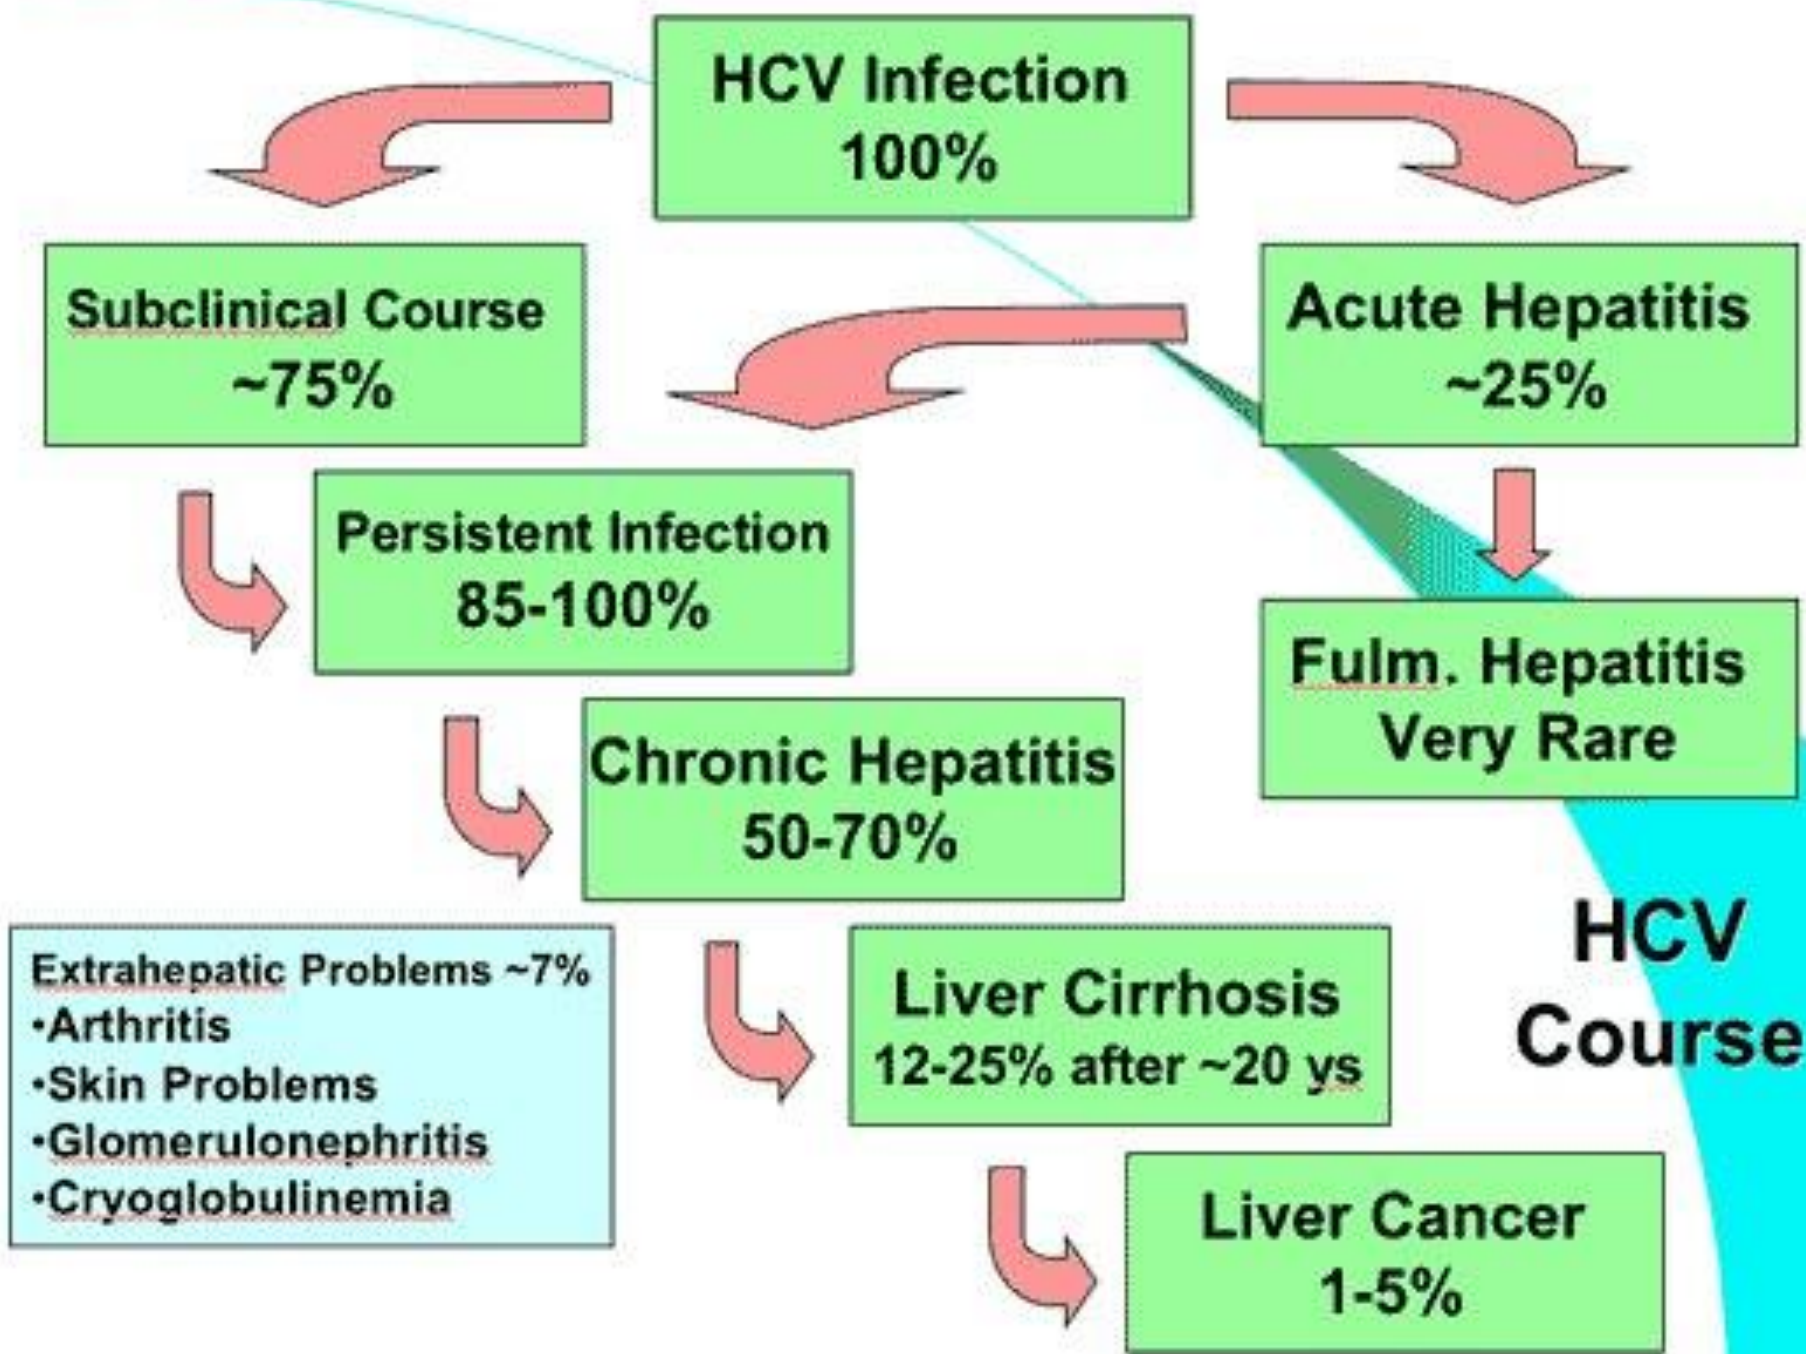 HCV Infection
100%
Subclinical Course
~75%
Acute Hepatitis
~25%
Persistent Infection
85-100%
Fulm. Hepatitis
Very Rare
Chronic Hepatitis
50-70%
Extrahepatic Problems ~7%
•Arthritis
•Skin Problems
•Glomerulonephritis
•Cryoglobulinemia
Liver Cirrhosis
12-25% after ~20 ys
HCV
Course
Liver Cancer
1-5%